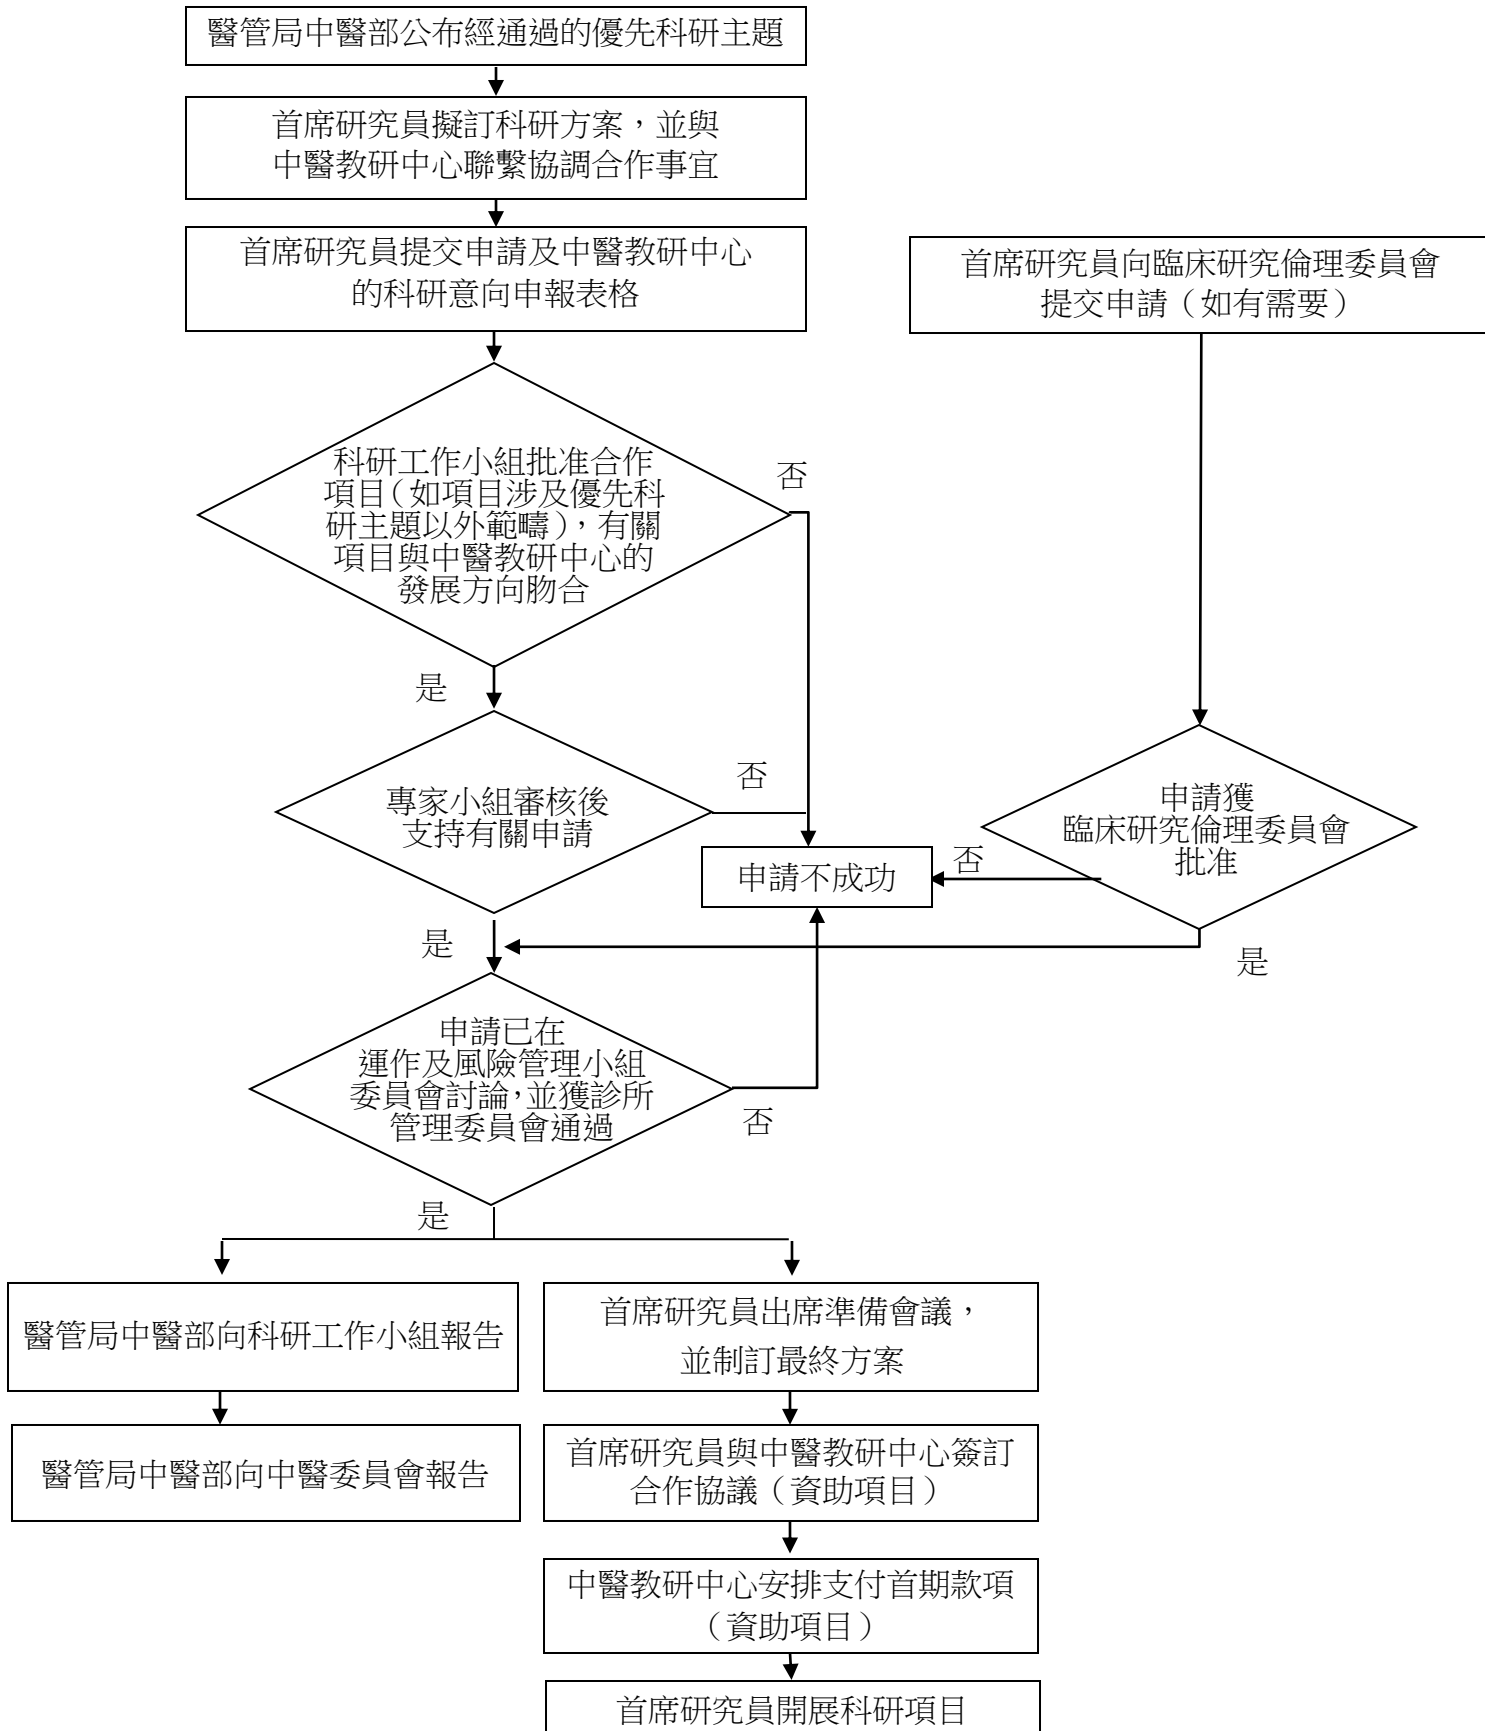 醫管局中醫部公布經通過的優先科研主題
首席研究員擬訂科研方案，並與
中醫教研中心聯繫協調合作事宜
首席研究員提交申請及中醫教研中心
的科研意向申報表格
首席研究員向臨床研究倫理委員會
提交申請（如有需要）
科研工作小組批准合作
項目（如項目涉及優先科
研主題以外範疇），有關
項目與中醫教研中心的
發展方向脗合
否
是
專家小組審核後
支持有關申請
否
申請獲
臨床研究倫理委員會
批准
否
申請不成功
是
是
申請已在
運作及風險管理小組
委員會討論，並獲診所
管理委員會通過
否
是
醫管局中醫部向科研工作小組報告
首席研究員出席準備會議，
並制訂最終方案
醫管局中醫部向中醫委員會報告
首席研究員與中醫教研中心簽訂
合作協議（資助項目）
中醫教研中心安排支付首期款項
（資助項目）
首席研究員開展科研項目